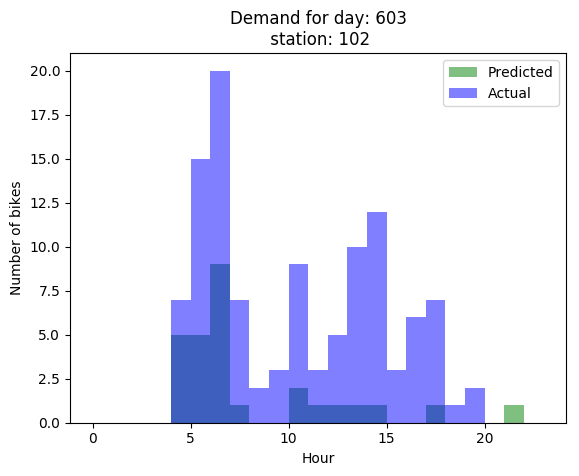 Demand for day: 603
station: 102
Predicted
Actual
20.0
17.5
15.0
12.5
10.0
7.5
5.0
2.5
0.0
Number of bikes
0 5 10 15 20
Hour